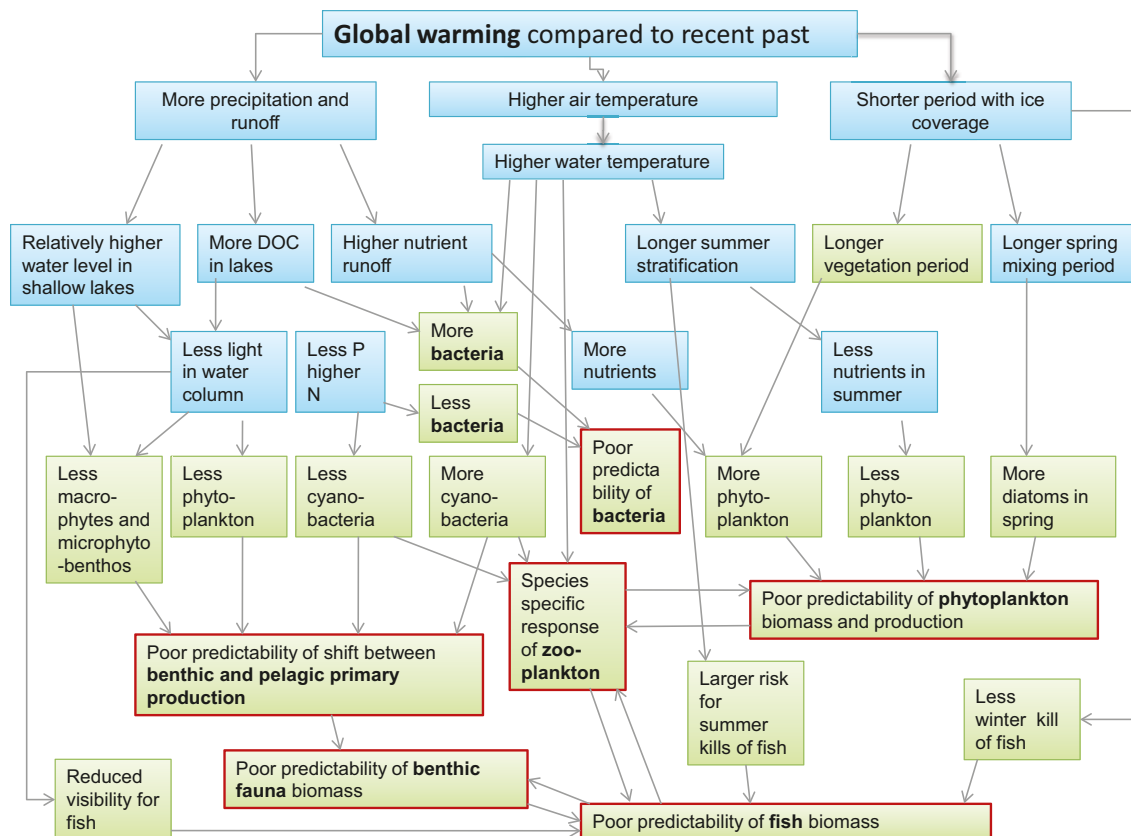 Global warming compared to recent past
More precipitation and
runoff
Higher air temperature
Shorter period with ice
coverage
Higher water temperature
Relatively higher
water level in
shallow lakes
More DOC
in lakes
Higher nutrient
runoff
Longer summer
stratification
Longer
vegetation period
Longer spring
mixing period
Less light
in water
column
Less P
higher
N
More
bacteria
Less
bacteria
More
nutrients
Less
nutrients in
summer
Less
macro-
phytes and
microphyto
-benthos
Less
phyto-
plankton
Less
cyano-
bacteria
More
cyano-
bacteria
Poor
predicta
bility of
bacteria
More
phyto-
plankton
Less
phyto-
plankton
More
diatoms in
spring
Species
specific
response
of zoo-
plankton
Poor predictability of phytoplankton
biomass and production
Poor predictability of shift between
benthic and pelagic primary
production
Larger risk
for
summer
kills of fish
Less
winter kill
of fish
Poor predictability of benthic
fauna biomass
Reduced
visibility for
fish
Poor predictability of fish biomass